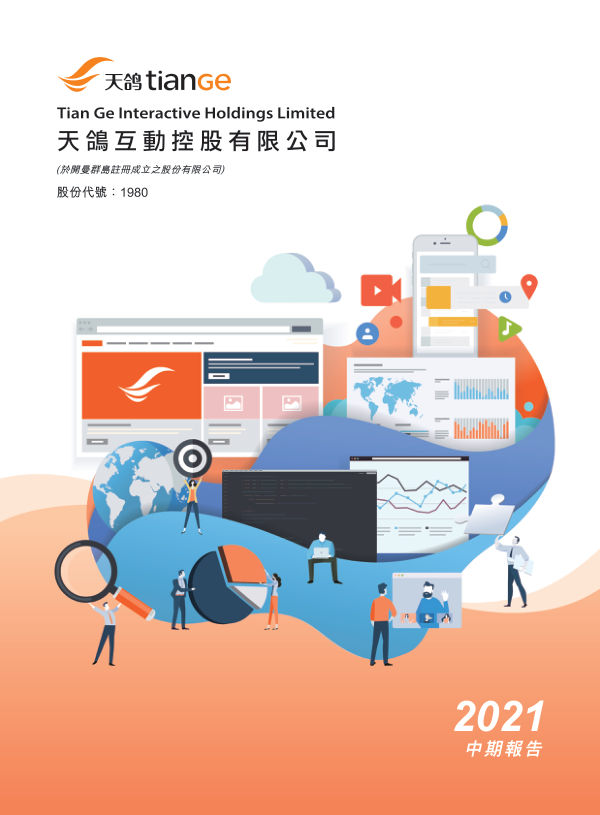 天鸽 tianGe
Tian Ge Interactive Holdings Limited
天鴿互動控股有限公司
(於開曼群島註冊成立之股份有限公司)
股份代號：1980
2021
中期報告